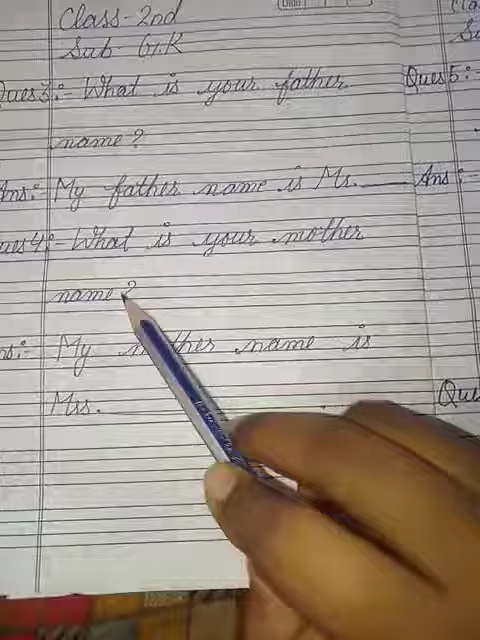 Class-2nd
Sub- G.K
Ques3:- What is your father
name?
Ans:- My father name is Mr.
Ques4:- What is your mother
name?
Ans:- My mother name is
Mrs.
Ques5:-
Ans:-
Que